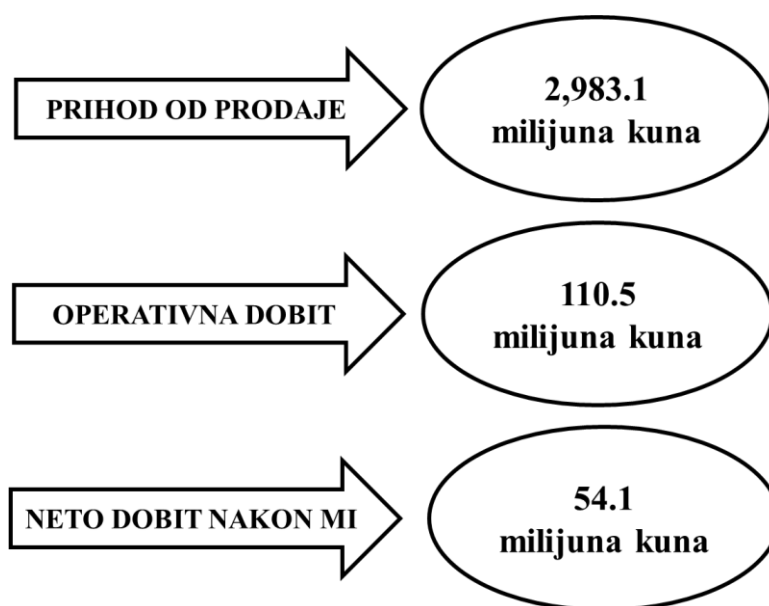 PRIHOD OD PRODAJE
2,983.1
milijuna kuna
OPERATIVNA DOBIT
110.5
milijuna kuna
NETO DOBIT NAKON MI
54.1
milijuna kuna